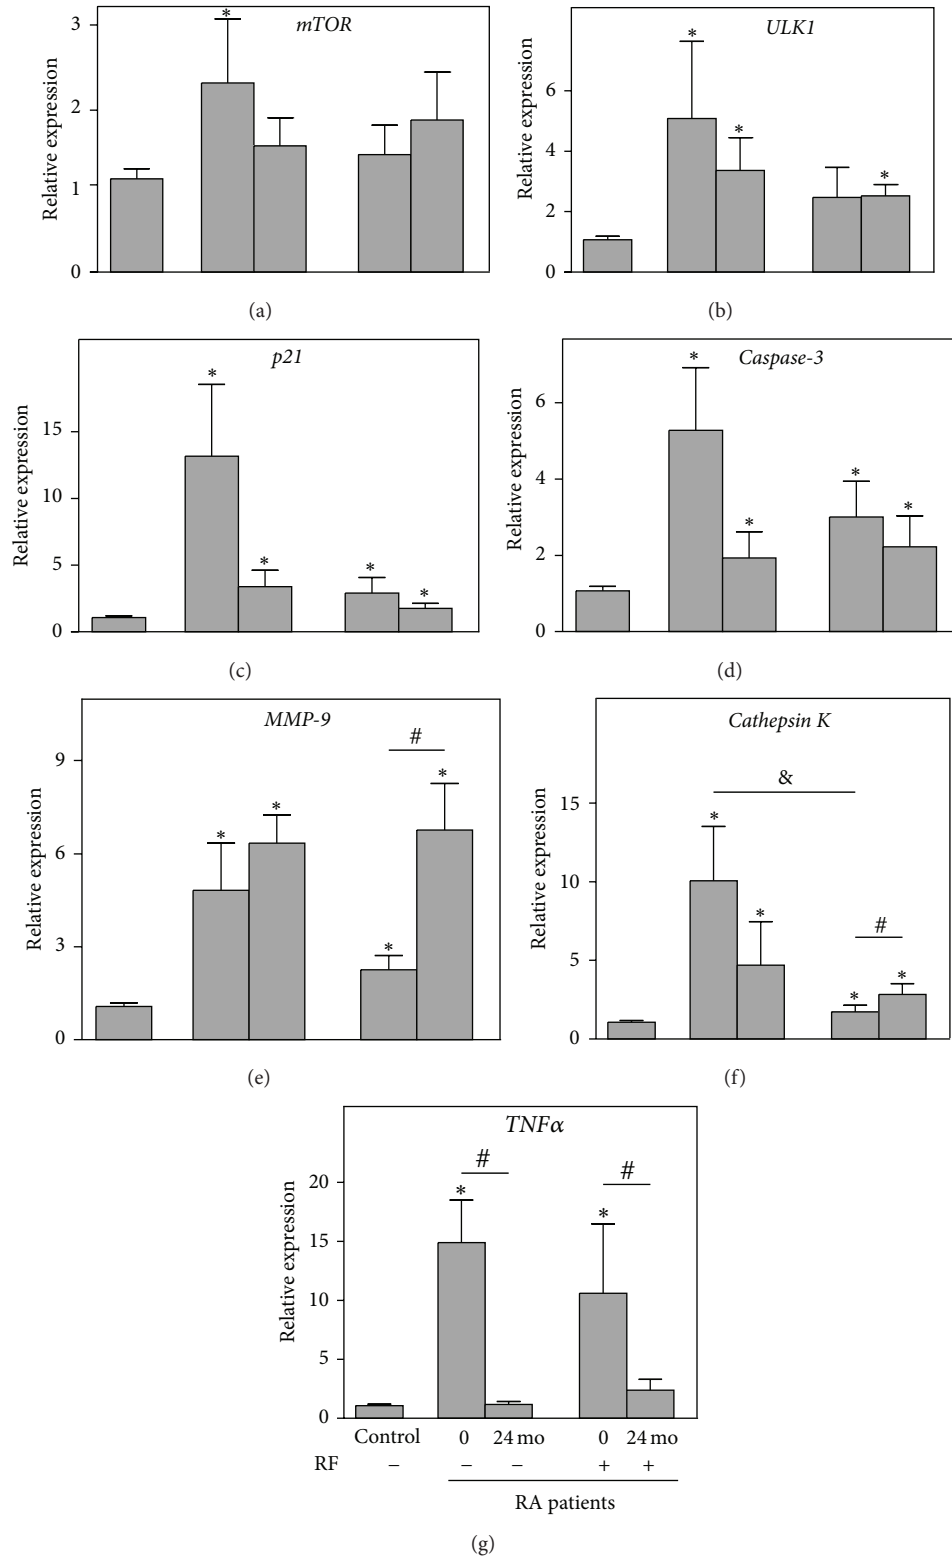 mTOR
Relative expression
3
2
1
0
*
(a)
ULK1
Relative expression
6
4
2
0
*
*
*
(b)
p21
Relative expression
15
10
5
0
*
*
*
*
(c)
Caspase-3
Relative expression
6
4
2
0
*
*
*
*
(d)
MMP-9
Relative expression
9
6
3
0
*
*
#
*
*
(e)
Cathepsin K
Relative expression
15
10
5
0
&
*
*
#
*
*
(f)
TNFα
Relative expression
20
15
10
5
0
#
*
#
*
Control 0 24 mo 0 24 mo
RF − − − + +
RA patients
(g)